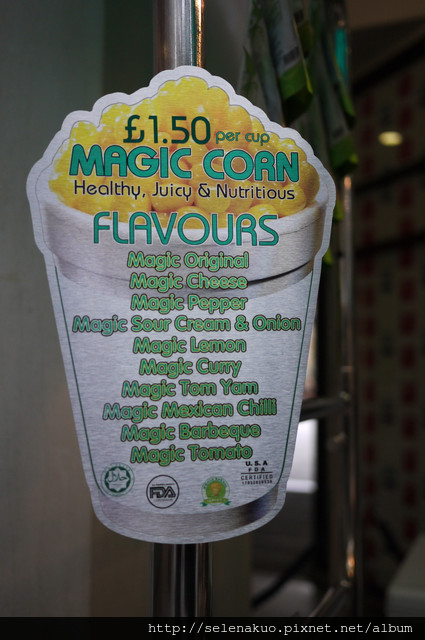 £1.50 per cup
MAGIC CORN
Healthy, Juicy & Nutritious
FLAVOURS
Magic Original
Magic Cheese
Magic Pepper
Magic Sour Cream & Onion
Magic Lemon
Magic Curry
Magic Tom Yam
Magic Mexican Chilli
Magic Barbeque
Magic Tomato
حلال
FDA
U.S.A
FDA
CERTIFIED
http://selenakuo.pixnet.net/album